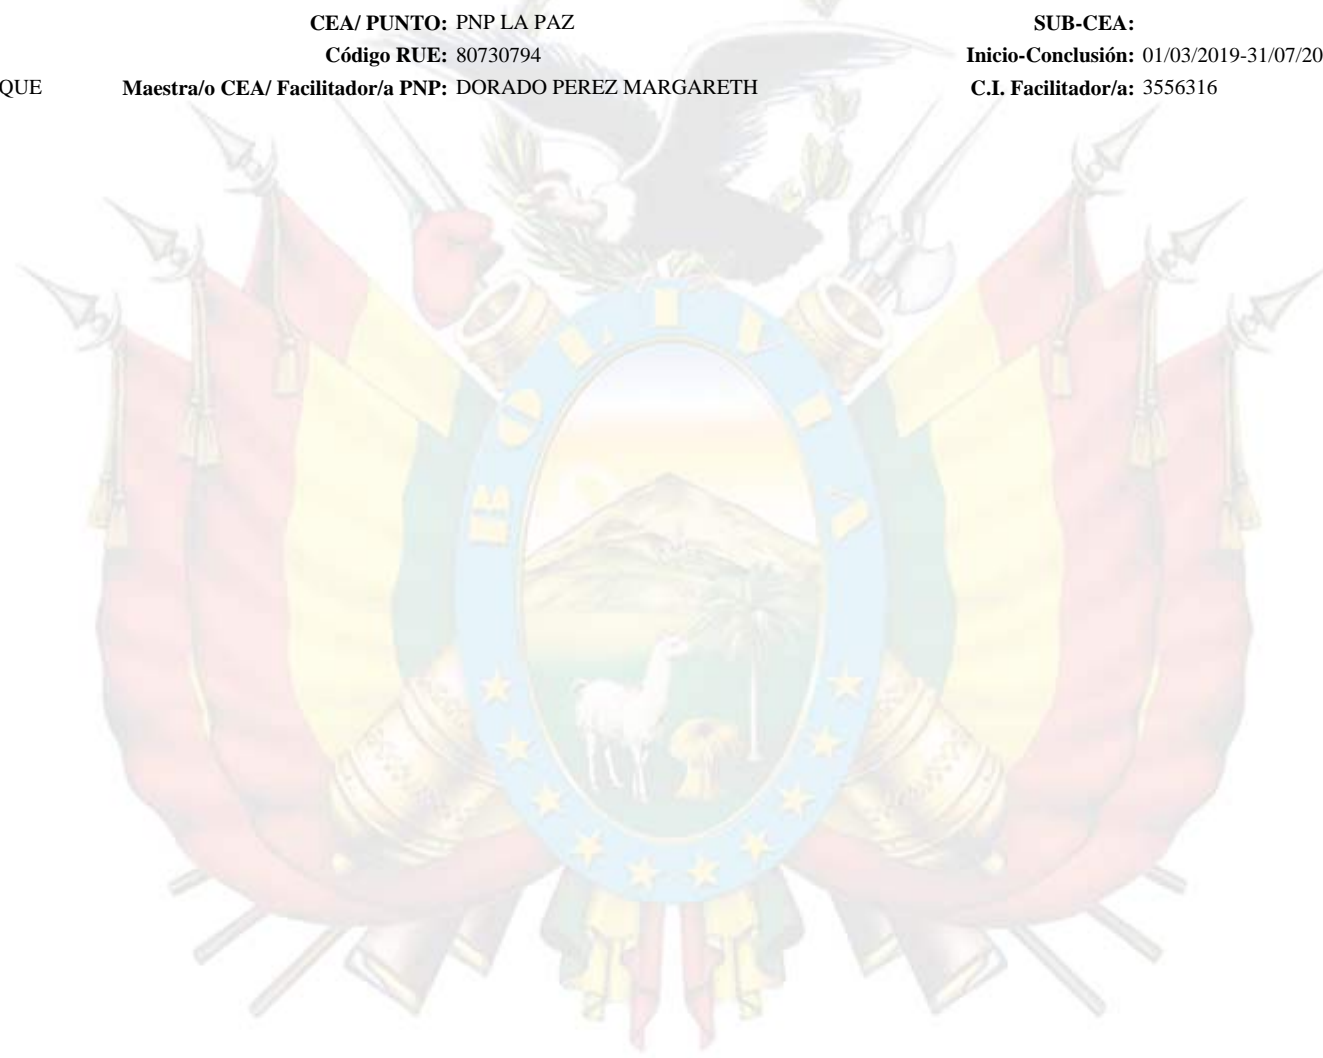 CEA/ PUNTO: PNP LA PAZ SUB-CEA:
Código RUE: 80730794 Inicio-Conclusión: 01/03/2019-31/07/20
QUE Maestra/o CEA/ Facilitador/a PNP: DORADO PEREZ MARGARETH C.I. Facilitador/a: 3556316
BOLIVIA